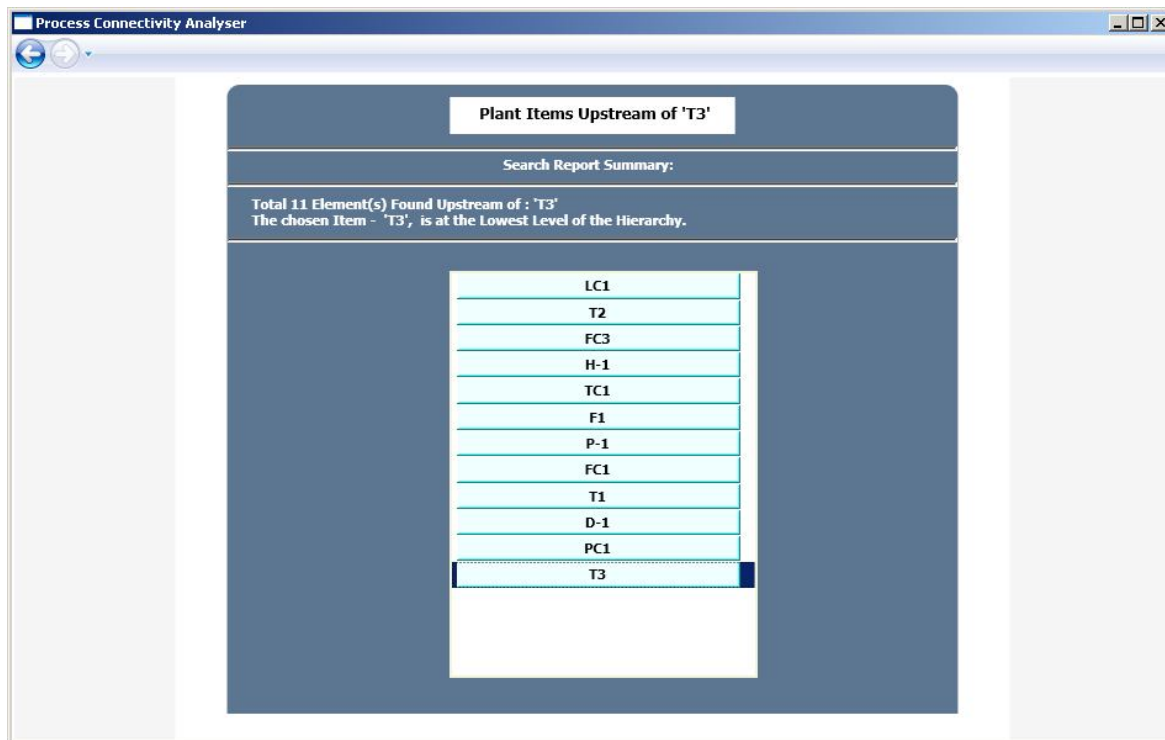 Process Connectivity Analyser
Plant Items Upstream of 'T3'
Search Report Summary:
Total 11 Element(s) Found Upstream of : 'T3'
The chosen Item - 'T3', is at the Lowest Level of the Hierarchy.
LC1
T2
FC3
H-1
TC1
F1
P-1
FC1
T1
D-1
PC1
T3